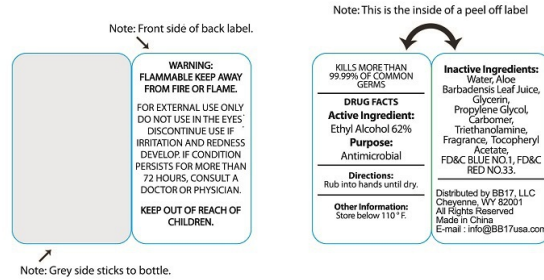 Note: Front side of back label.
Note: This is the inside of a peel off label
WARNING:
FLAMMABLE KEEP AWAY
FROM FIRE OR FLAME.
FOR EXTERNAL USE ONLY
DO NOT USE IN THE EYES
DISCONTINUE USE IF
IRRITATION AND REDNESS
DEVELOP. IF CONDITION
PERSISTS FOR MORE THAN
72 HOURS, CONSULT A
DOCTOR OR PHYSICIAN.
KEEP OUT OF REACH OF
CHILDREN.
Note: Grey side sticks to bottle.
KILLS MORE THAN
99.99% OF COMMON
GERMS
DRUG FACTS
Active Ingredient:
Ethyl Alcohol 62%
Purpose:
Antimicrobial
Directions:
Rub into hands until dry.
Other Information:
Store below 110 ° F.
Inactive Ingredients:
Water, Aloe
Barbadensis Leaf Juice,
Glycerin,
Propylene Glycol,
Carbomer,
Triethanolamine,
Fragrance, Tocopheryl
Acetate,
FD&C BLUE NO.1, FD&C
RED NO.33.
Distributed by BB17, LLC
Cheyenne, WY 82001
All Rights Reserved
Made in China
E-mail : info@BB17usa.com